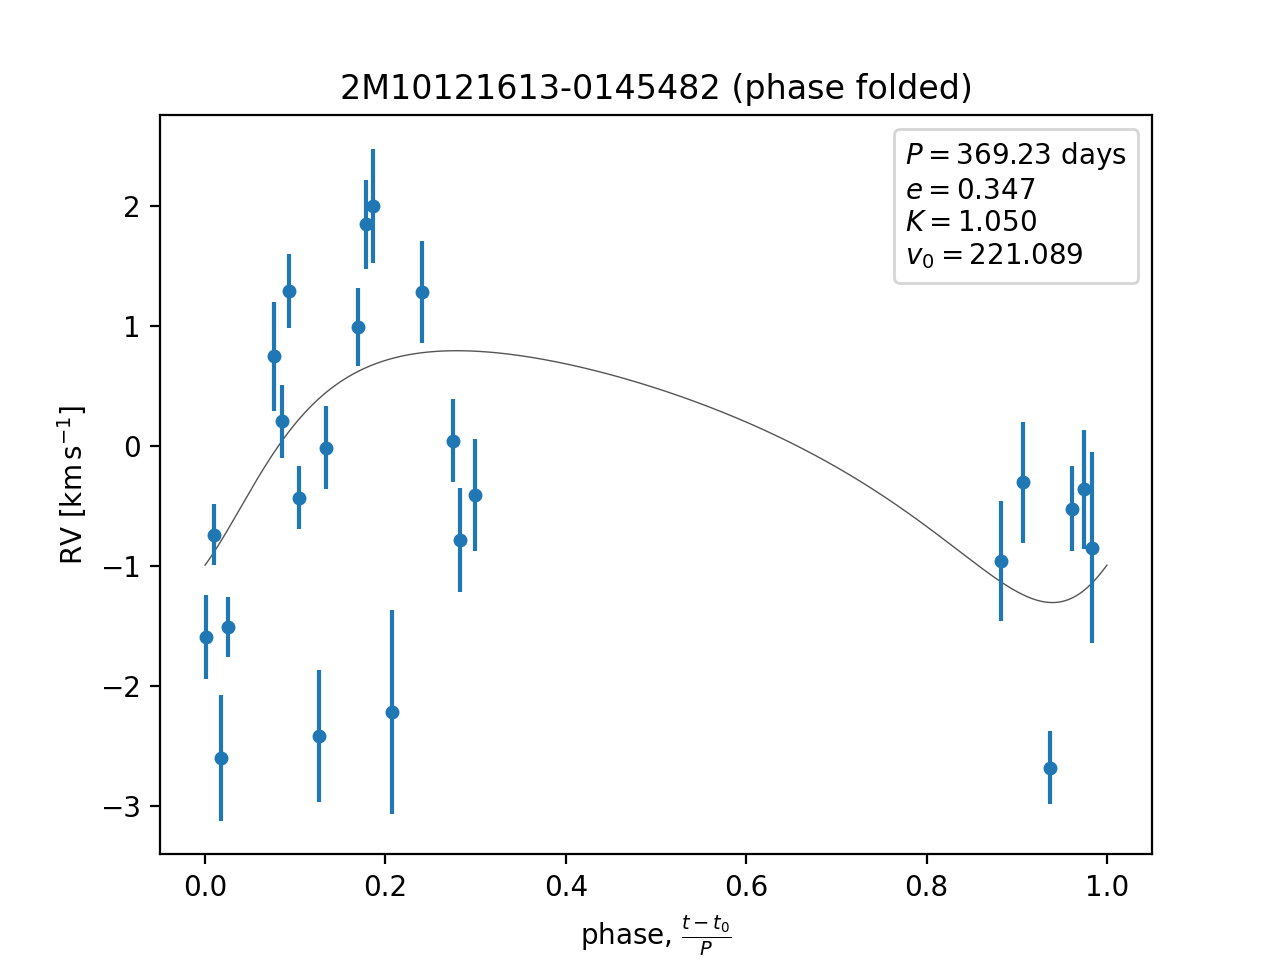 2M10121613-0145482 (phase folded)
P = 369.23 days
e = 0.347
K = 1.050
v₀ = 221.089
RV [km s⁻¹]
2
1
0
−1
−2
−3
0.0 0.2 0.4 0.6 0.8 1.0
phase, (t − t₀)/P